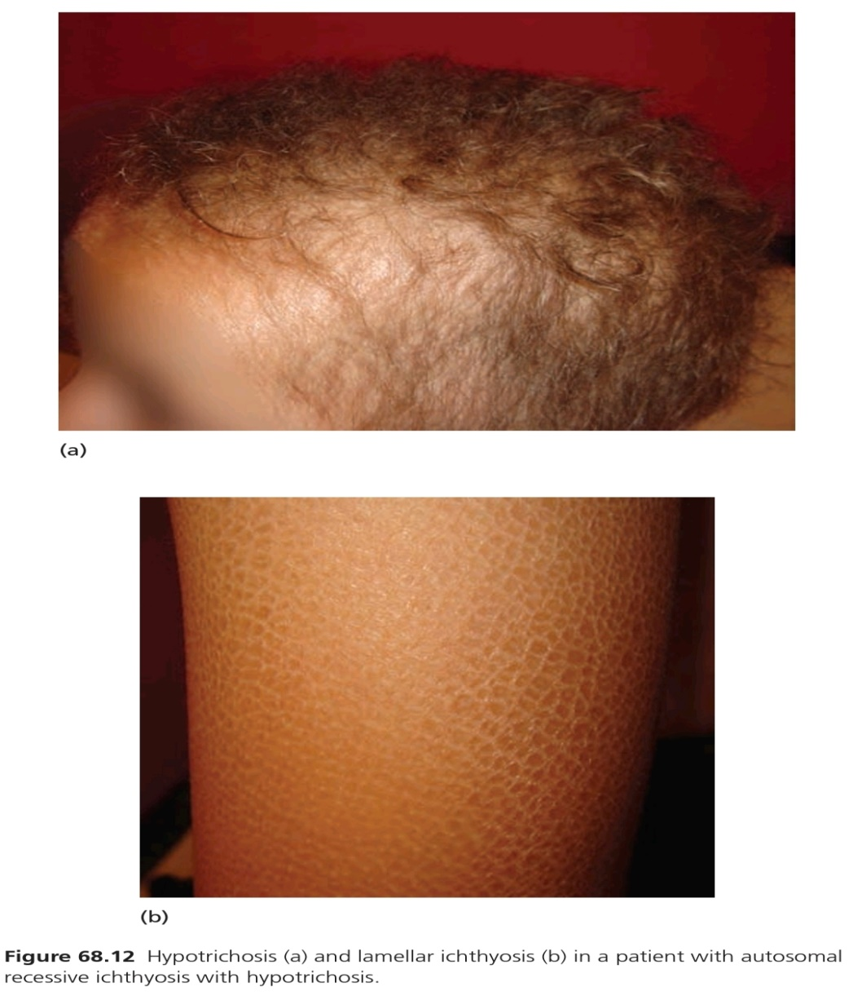 (a)
(b)
Figure 68.12 Hypotrichosis (a) and lamellar ichthyosis (b) in a patient with autosomal
recessive ichthyosis with hypotrichosis.